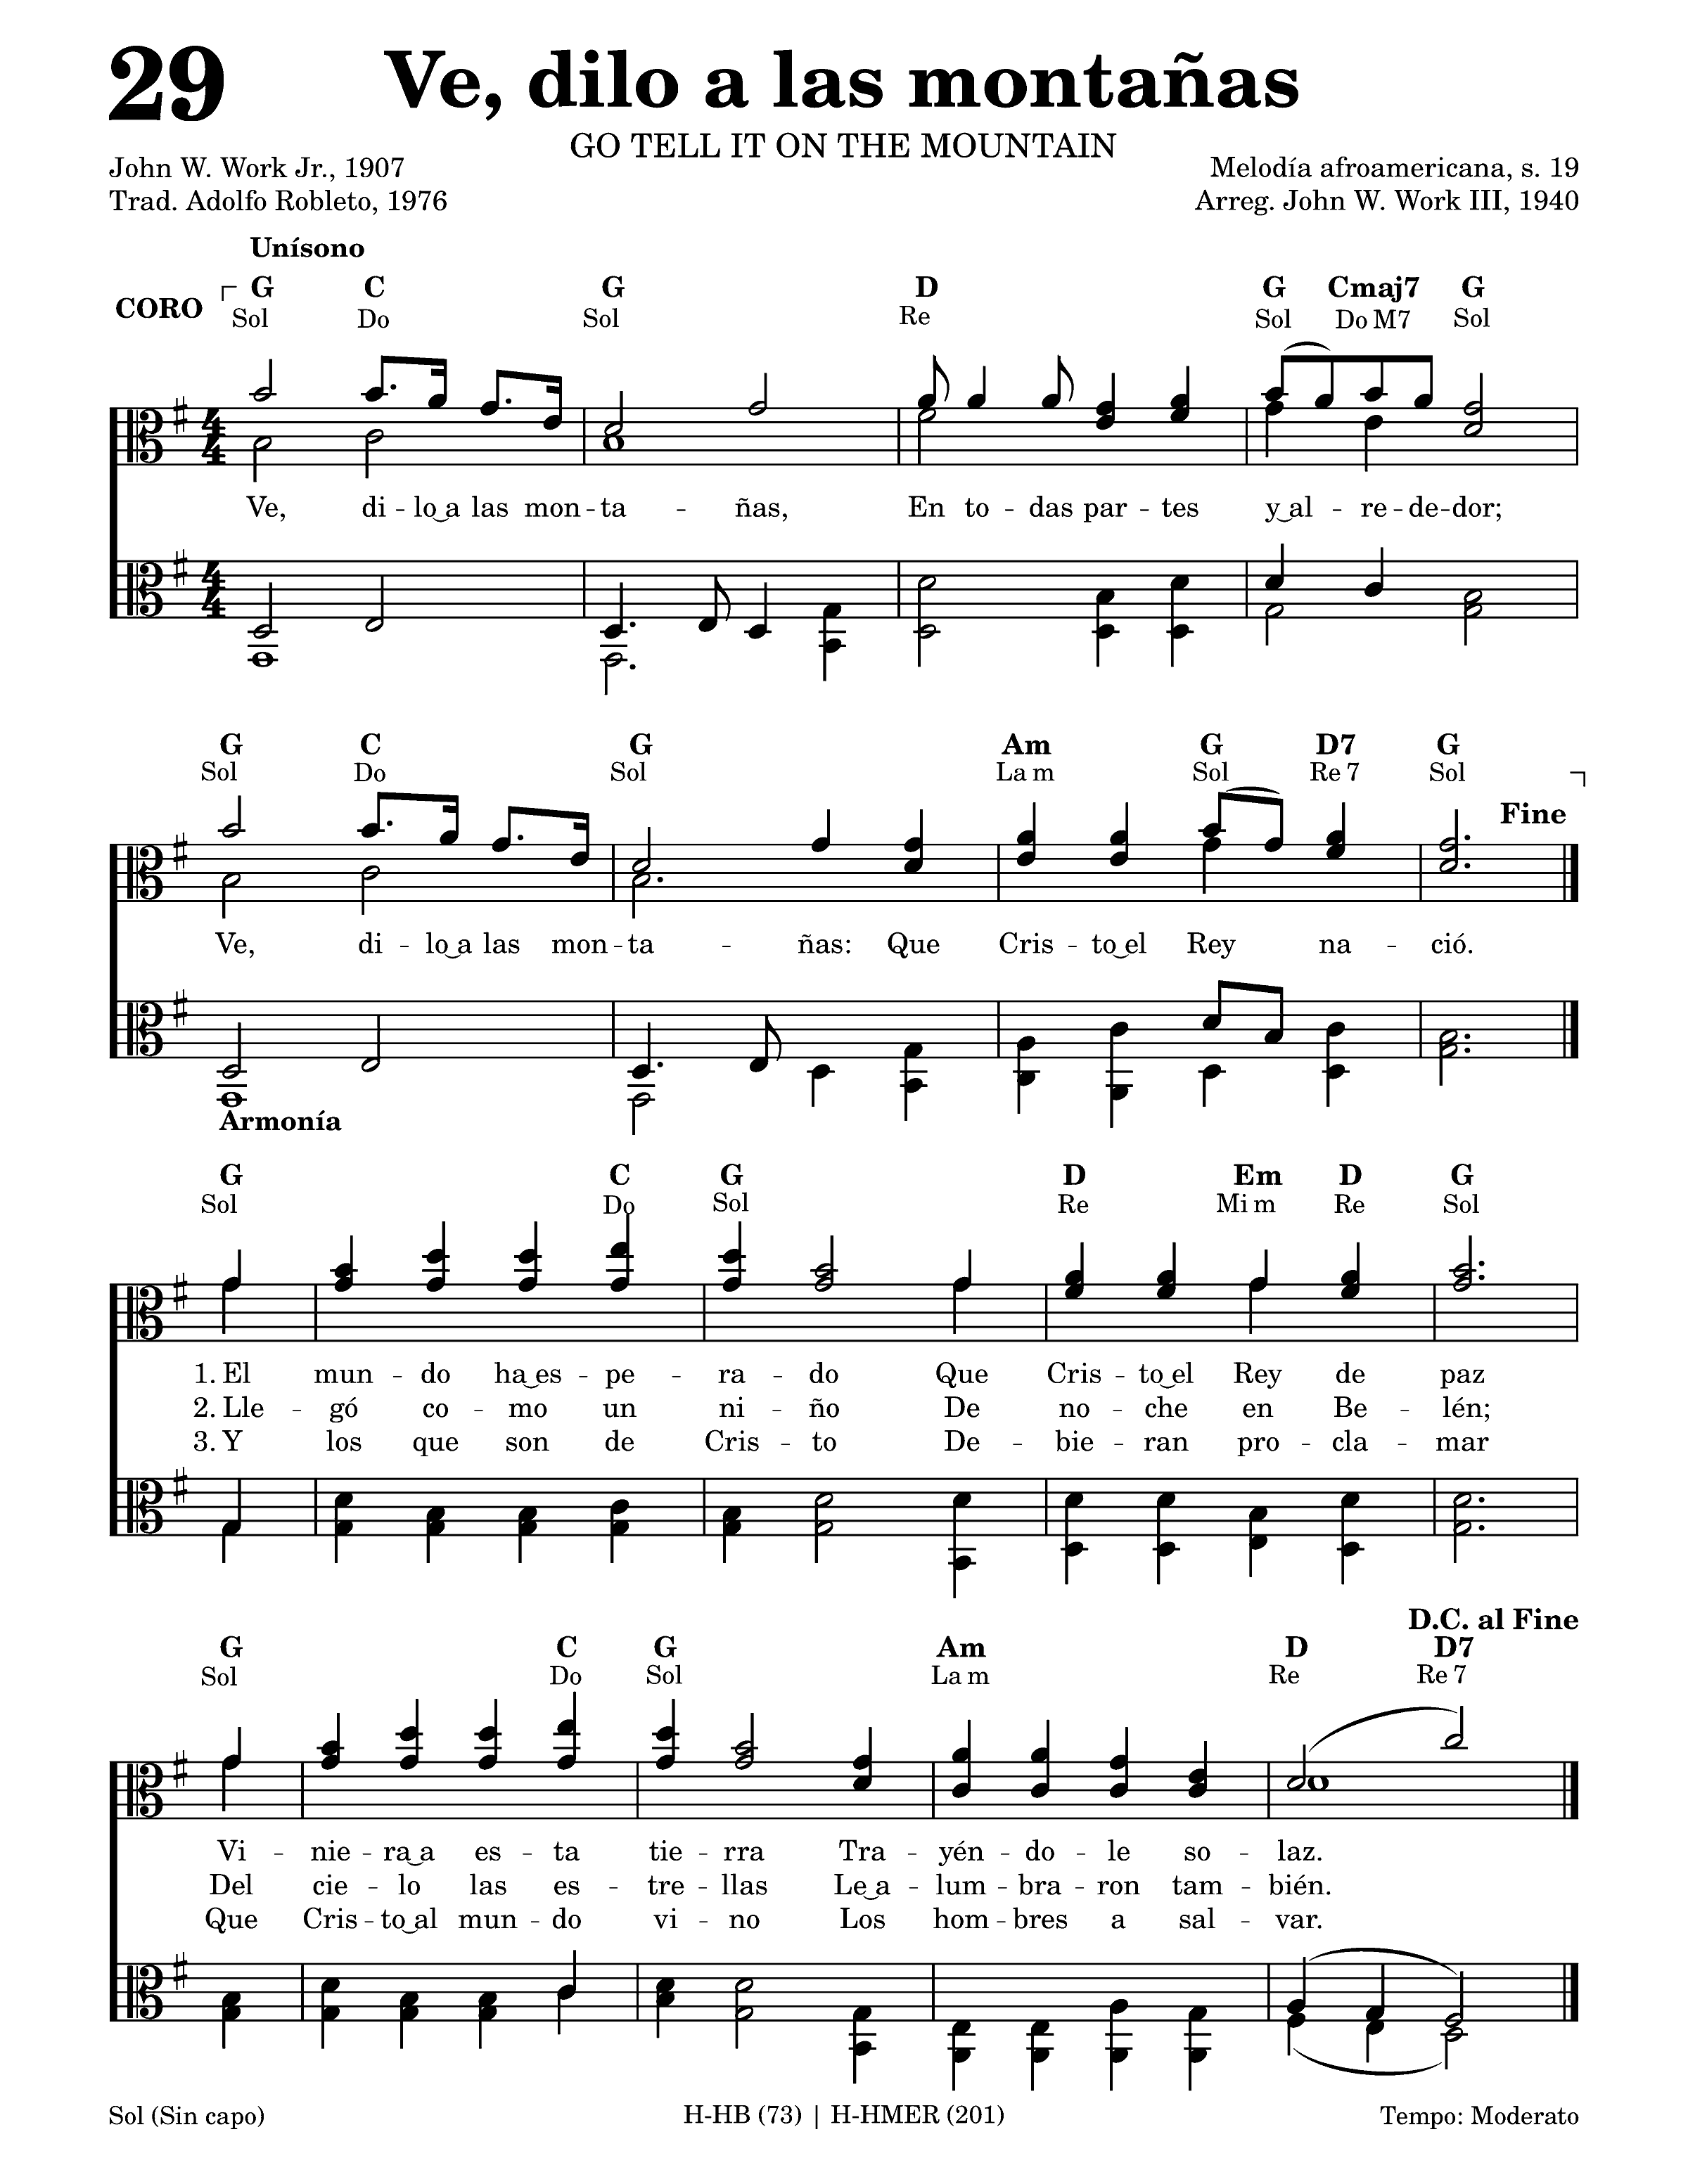 29
Ve, dilo a las montañas
GO TELL IT ON THE MOUNTAIN
John W. Work Jr., 1907
Melodía afroamericana, s. 19
Trad. Adolfo Robleto, 1976
Arreg. John W. Work III, 1940
Unísono
CORO
G C G D G Cmaj7 G
Sol Do Sol Re Sol Do M7 Sol
4 4
Ve, di -- lo‿a las mon -- ta -- ñas, En to -- das par -- tes y‿al -- re -- de -- dor;
4 4
G C G Am G D7 G
Sol Do Sol La m Sol Re 7 Sol
Fine
Ve, di -- lo‿a las mon -- ta -- ñas: Que Cris -- to‿el Rey na -- ció.
Armonía
G C G D Em D G
Sol Do Sol Re Mi m Re Sol
1. El mun -- do ha‿es -- pe -- ra -- do Que Cris -- to‿el Rey de paz
2. Lle -- gó co -- mo un ni -- ño De no -- che en Be -- lén;
3. Y los que son de Cris -- to De -- bie -- ran pro -- cla -- mar
D.C. al Fine
G C G Am D D7
Sol Do Sol La m Re Re 7
Vi -- nie -- ra‿a es -- ta tie -- rra Tra -- yén -- do -- le so -- laz.
Del cie -- lo las es -- tre -- llas Le‿a -- lum -- bra -- ron tam -- bién.
Que Cris -- to‿al mun -- do vi -- no Los hom -- bres a sal -- var.
Sol (Sin capo)
H-HB (73) | H-HMER (201)
Tempo: Moderato